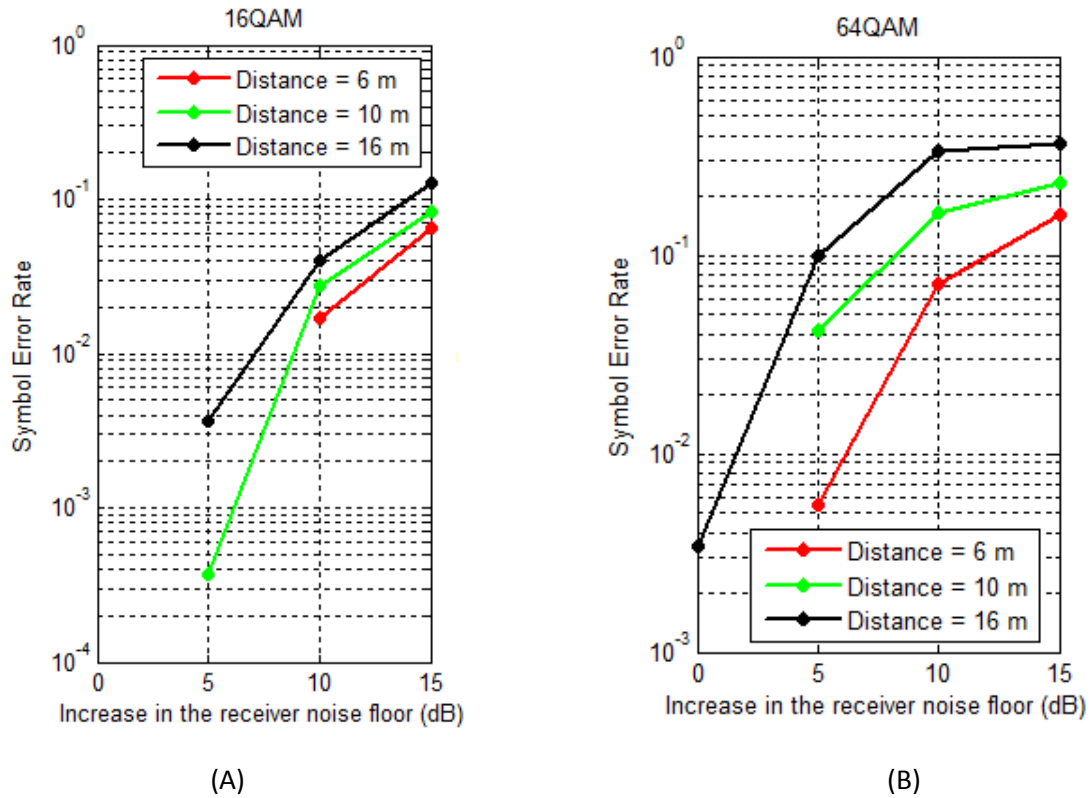 16QAM
10^0
10^-1
10^-2
10^-3
10^-4
Symbol Error Rate
Distance = 6 m
Distance = 10 m
Distance = 16 m
0 5 10 15
Increase in the receiver noise floor (dB)
(A)
64QAM
10^0
10^-1
10^-2
10^-3
Symbol Error Rate
Distance = 6 m
Distance = 10 m
Distance = 16 m
0 5 10 15
Increase in the receiver noise floor (dB)
(B)